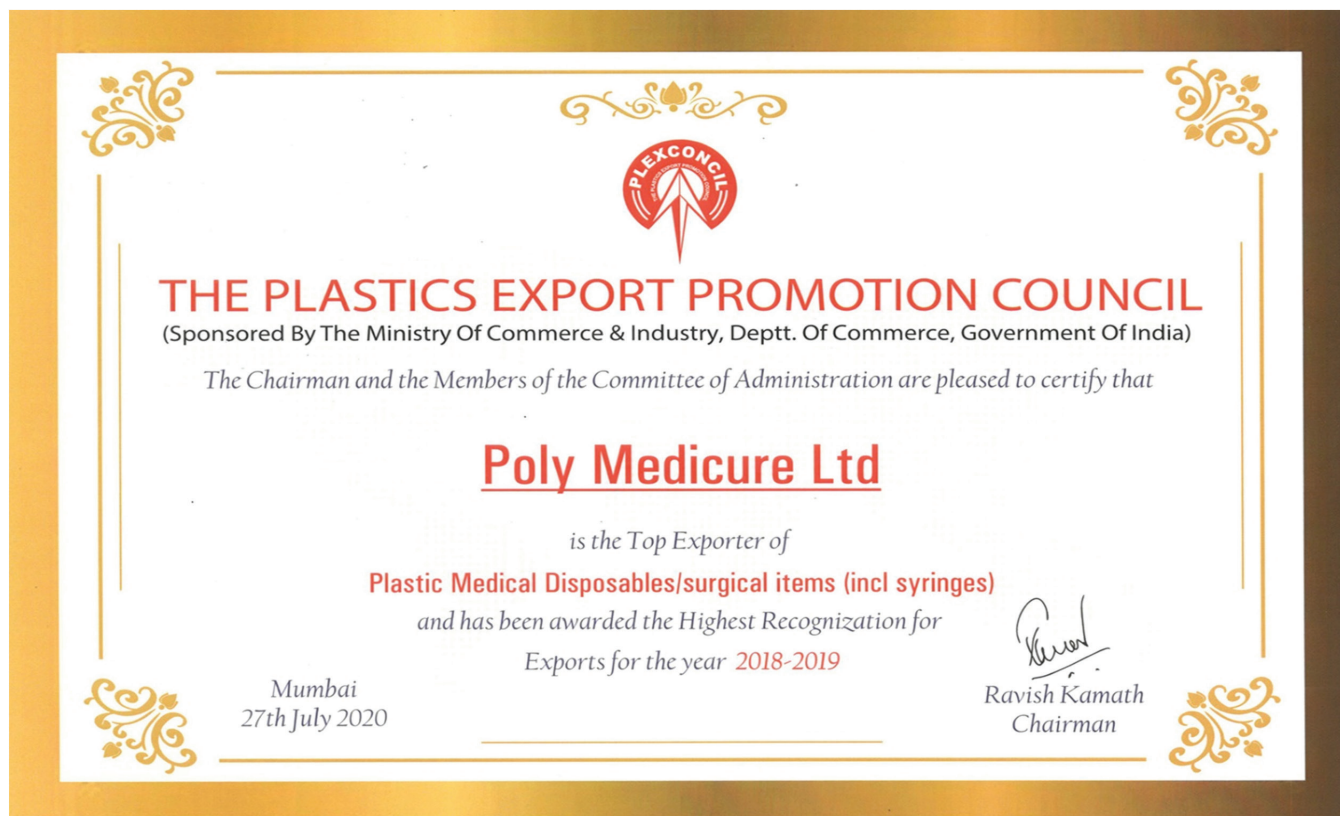 PLEXCONCIL
THE PLASTICS EXPORT PROMOTION COUNCIL
THE PLASTICS EXPORT PROMOTION COUNCIL
(Sponsored By The Ministry Of Commerce & Industry, Deptt. Of Commerce, Government Of India)
The Chairman and the Members of the Committee of Administration are pleased to certify that
Poly Medicure Ltd
is the Top Exporter of
Plastic Medical Disposables/surgical items (incl syringes)
and has been awarded the Highest Recognization for
Exports for the year 2018-2019
Mumbai
27th July 2020
Ravish Kamath
Chairman